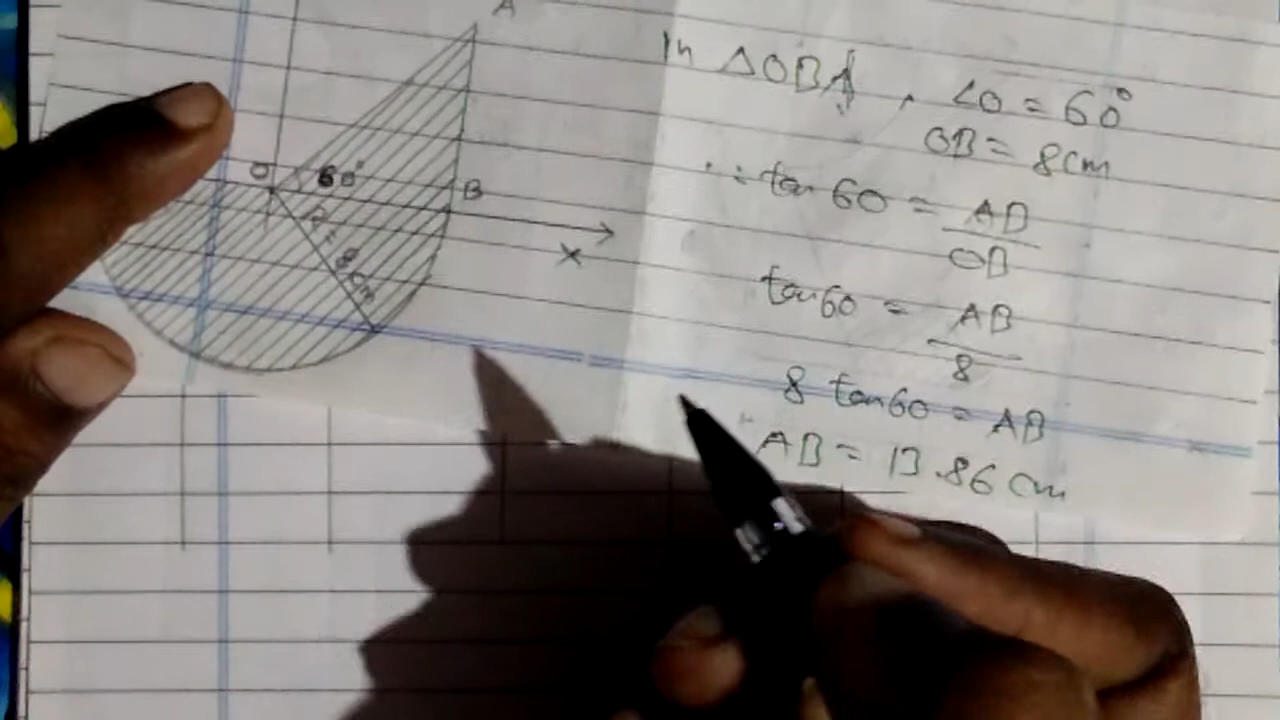 A
O 60° B
R = 8cm
x
In △OBA, ∠O = 60°
OB = 8cm
∴ tan 60 = AB
OB
tan60 = AB
8
8 tan60 = AB
AB = 13.86 cm